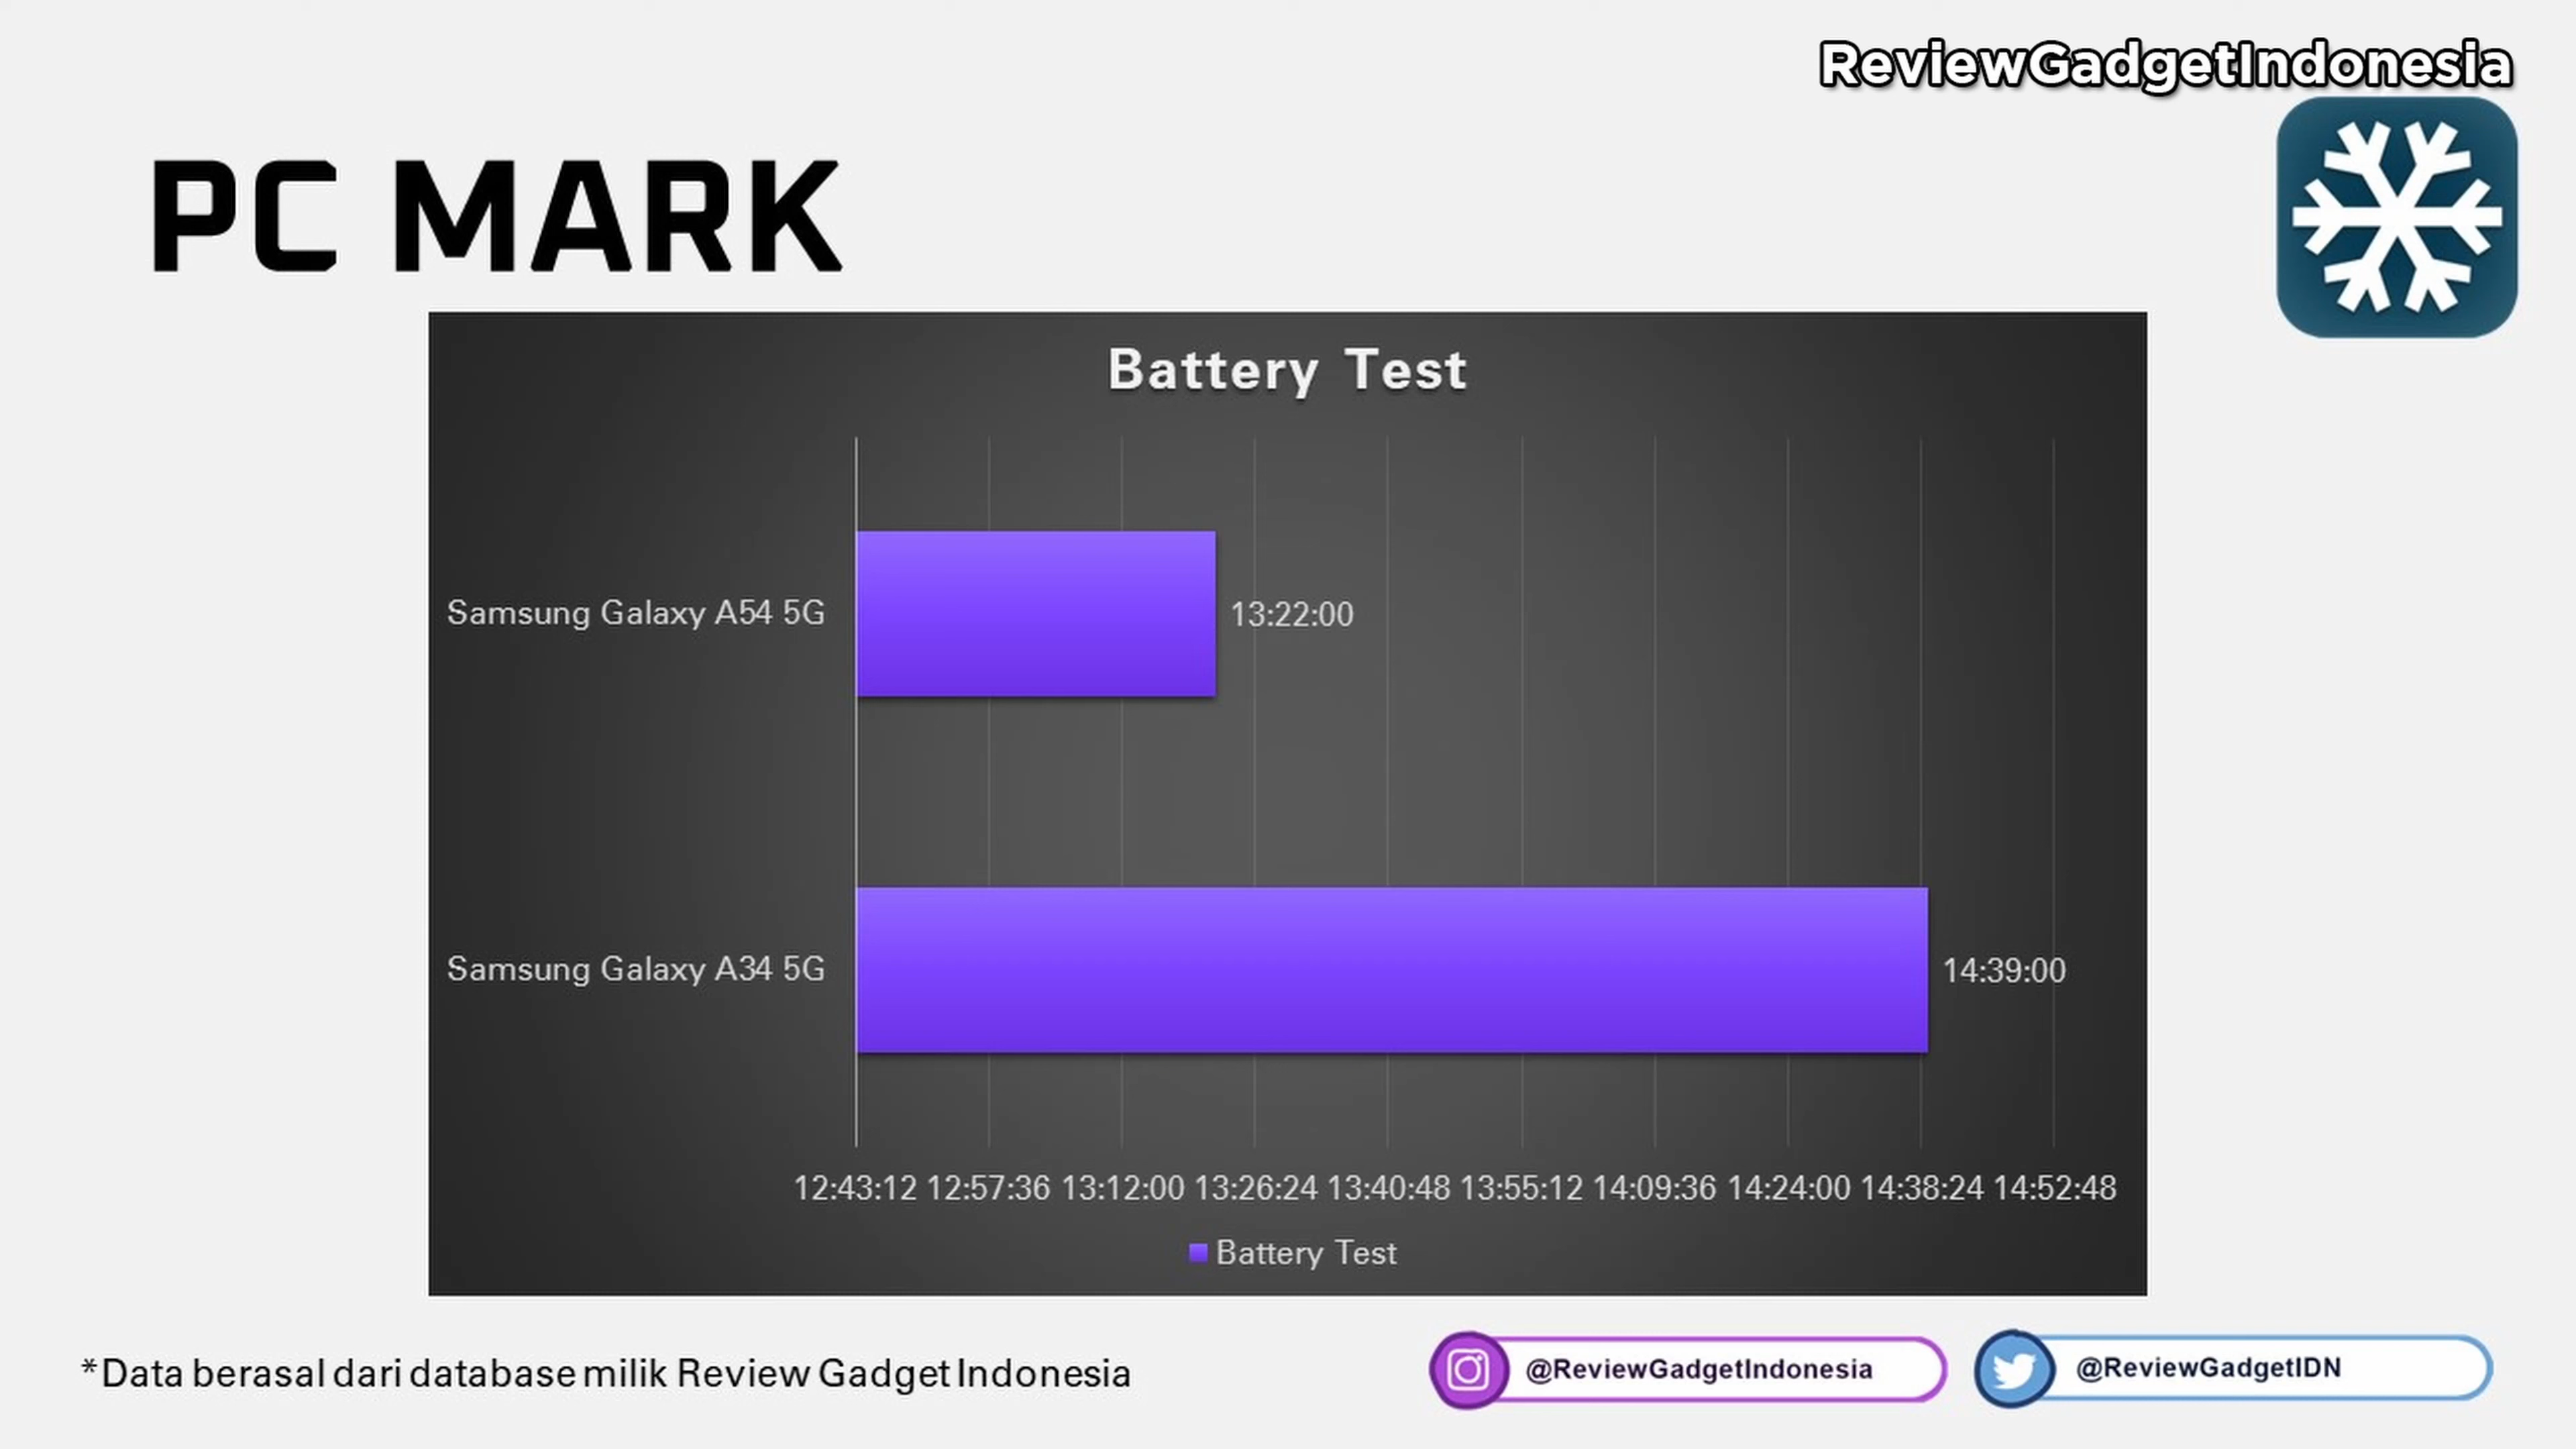 ReviewGadgetIndonesia
PC MARK
Battery Test
Samsung Galaxy A54 5G
13:22:00
Samsung Galaxy A34 5G
14:39:00
12:43:12 12:57:36 13:12:00 13:26:24 13:40:48 13:55:12 14:09:36 14:24:00 14:38:24 14:52:48
Battery Test
*Data berasal dari database milik Review Gadget Indonesia
@ReviewGadgetIndonesia
@ReviewGadgetIDN